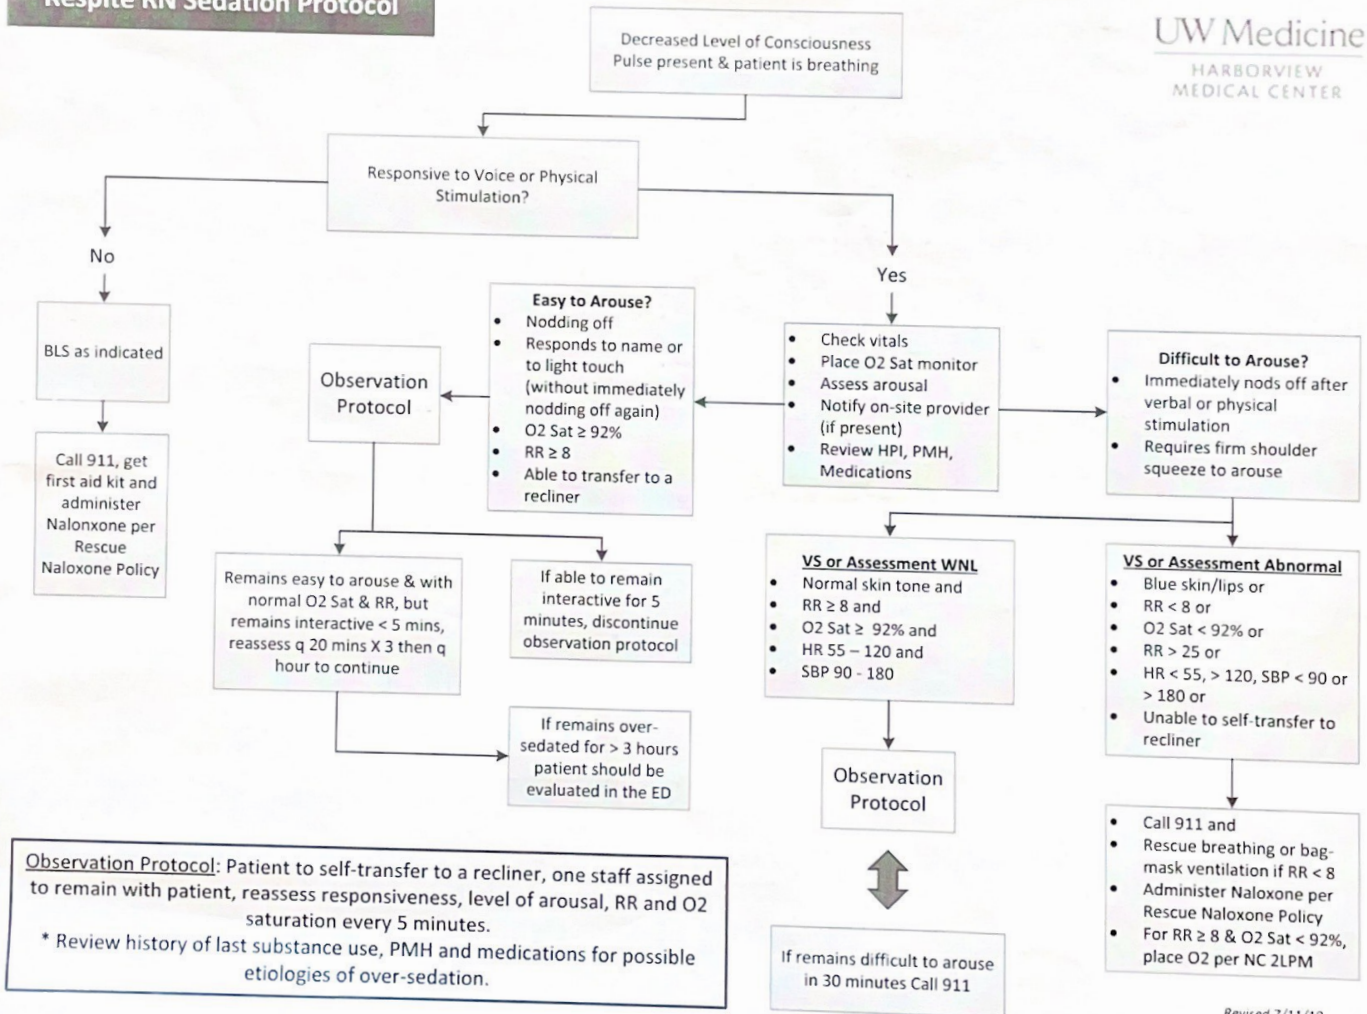 Respite RN Sedation Protocol
UW Medicine
HARBORVIEW
MEDICAL CENTER
Decreased Level of Consciousness
Pulse present & patient is breathing
Responsive to Voice or Physical
Stimulation?
No
Yes
BLS as indicated
Call 911, get
first aid kit and
administer
Nalonxone per
Rescue
Naloxone Policy
Observation
Protocol
Easy to Arouse?
• Nodding off
• Responds to name or
to light touch
(without immediately
nodding off again)
• O2 Sat ≥ 92%
• RR ≥ 8
• Able to transfer to a
recliner
• Check vitals
• Place O2 Sat monitor
• Assess arousal
• Notify on-site provider
(if present)
• Review HPI, PMH,
Medications
Difficult to Arouse?
• Immediately nods off after
verbal or physical
stimulation
• Requires firm shoulder
squeeze to arouse
Remains easy to arouse & with
normal O2 Sat & RR, but
remains interactive < 5 mins,
reassess q 20 mins X 3 then q
hour to continue
If able to remain
interactive for 5
minutes, discontinue
observation protocol
If remains over-
sedated for > 3 hours
patient should be
evaluated in the ED
VS or Assessment WNL
• Normal skin tone and
• RR ≥ 8 and
• O2 Sat ≥ 92% and
• HR 55 – 120 and
• SBP 90 - 180
Observation
Protocol
If remains difficult to arouse
in 30 minutes Call 911
VS or Assessment Abnormal
• Blue skin/lips or
• RR < 8 or
• O2 Sat < 92% or
• RR > 25 or
• HR < 55, > 120, SBP < 90 or
> 180 or
• Unable to self-transfer to
recliner
• Call 911 and
• Rescue breathing or bag-
mask ventilation if RR < 8
• Administer Naloxone per
Rescue Naloxone Policy
• For RR ≥ 8 & O2 Sat < 92%,
place O2 per NC 2LPM
Observation Protocol: Patient to self-transfer to a recliner, one staff assigned
to remain with patient, reassess responsiveness, level of arousal, RR and O2
saturation every 5 minutes.
* Review history of last substance use, PMH and medications for possible
etiologies of over-sedation.
Revised